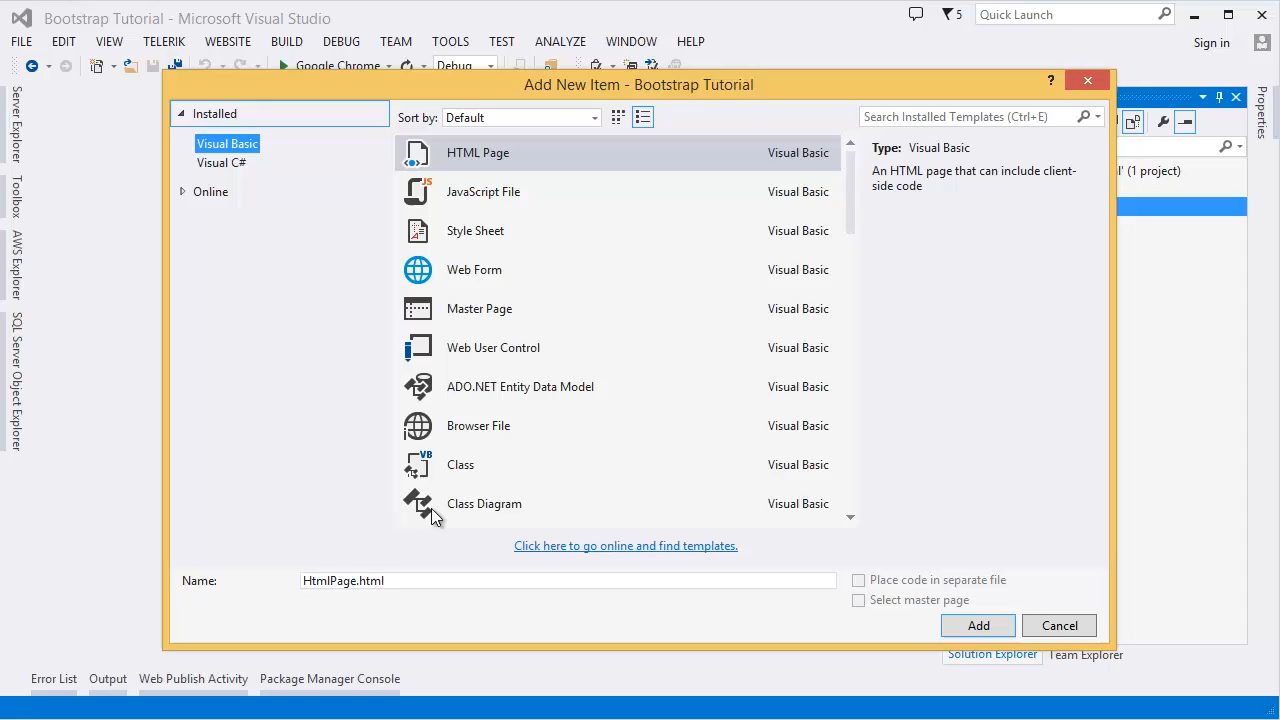 Bootstrap Tutorial - Microsoft Visual Studio
5
Quick Launch
FILE EDIT VIEW TELERIK WEBSITE BUILD DEBUG TEAM TOOLS TEST ANALYZE WINDOW HELP
Sign in
Google Chrome
Debug
Server Explorer
Toolbox
AWS Explorer
SQL Server Object Explorer
Add New Item - Bootstrap Tutorial
?
Installed
Visual Basic
Visual C#
Online
Sort by: Default
Search Installed Templates (Ctrl+E)
HTML Page Visual Basic
JS
JavaScript File Visual Basic
Style Sheet Visual Basic
Web Form Visual Basic
Master Page Visual Basic
Web User Control Visual Basic
ADO.NET Entity Data Model Visual Basic
Browser File Visual Basic
VB
Class Visual Basic
Class Diagram Visual Basic
Type: Visual Basic
An HTML page that can include client-
side code
Click here to go online and find templates.
Name: HtmlPage.html
Place code in separate file
Select master page
Add Cancel
' (1 project)
Properties
Solution Explorer Team Explorer
Error List Output Web Publish Activity Package Manager Console